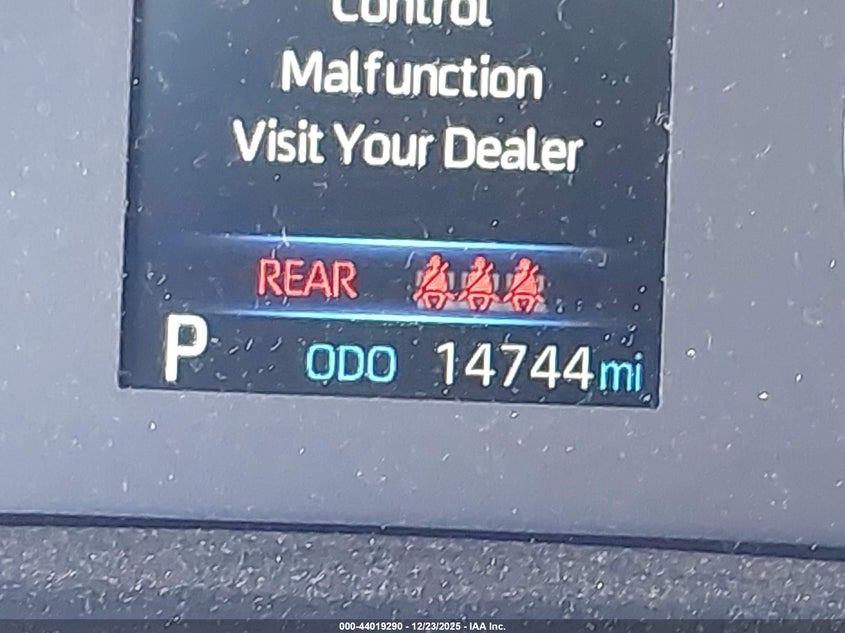 Control
Malfunction
Visit Your Dealer
REAR
P ODO 14744 mi
000-44019290 - 12/23/2025 - IAA Inc.